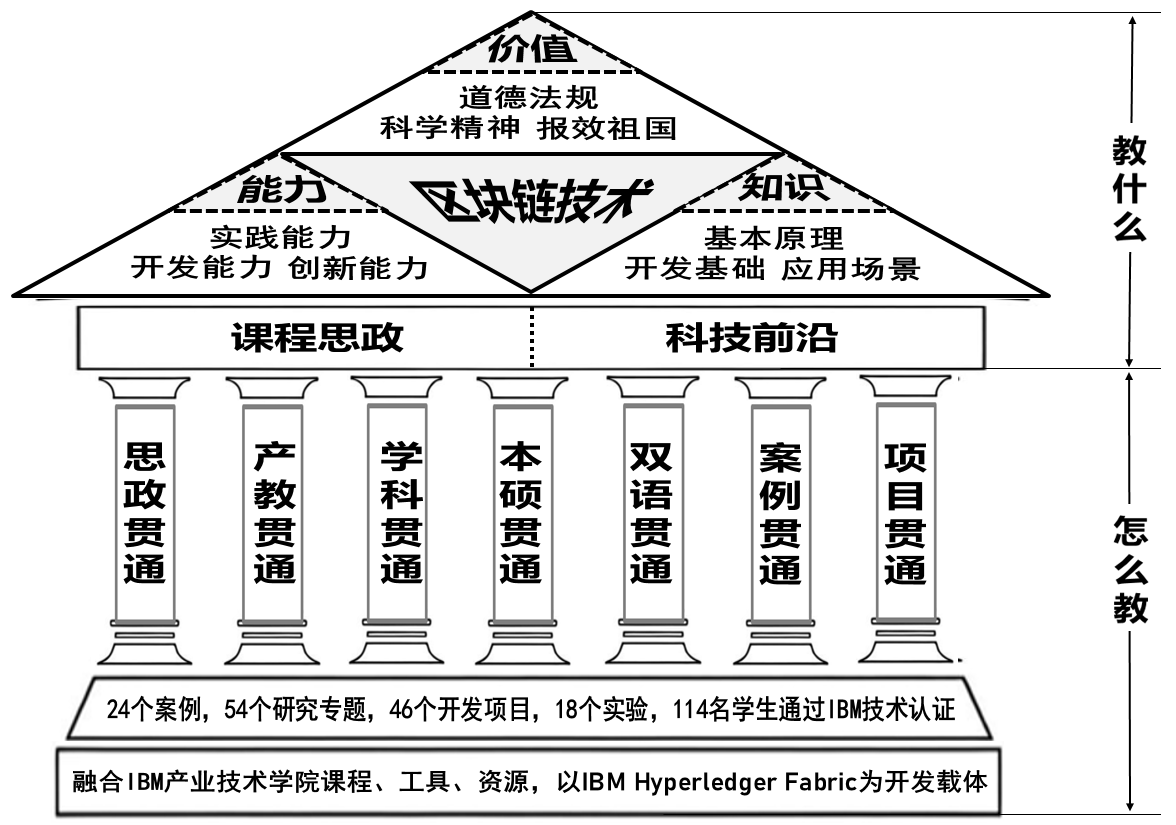 价值
道德法规
科学精神 报效祖国
能力
区块链技术
知识
实践能力
开发能力 创新能力
基本原理
开发基础 应用场景
教什么
课程思政
科技前沿
思政贯通
产教贯通
学科贯通
本硕贯通
双语贯通
案例贯通
项目贯通
怎么教
24个案例，54个研究专题，46个开发项目，18个实验，114名学生通过IBM技术认证
融合IBM产业技术学院课程、工具、资源，以IBM Hyperledger Fabric为开发载体